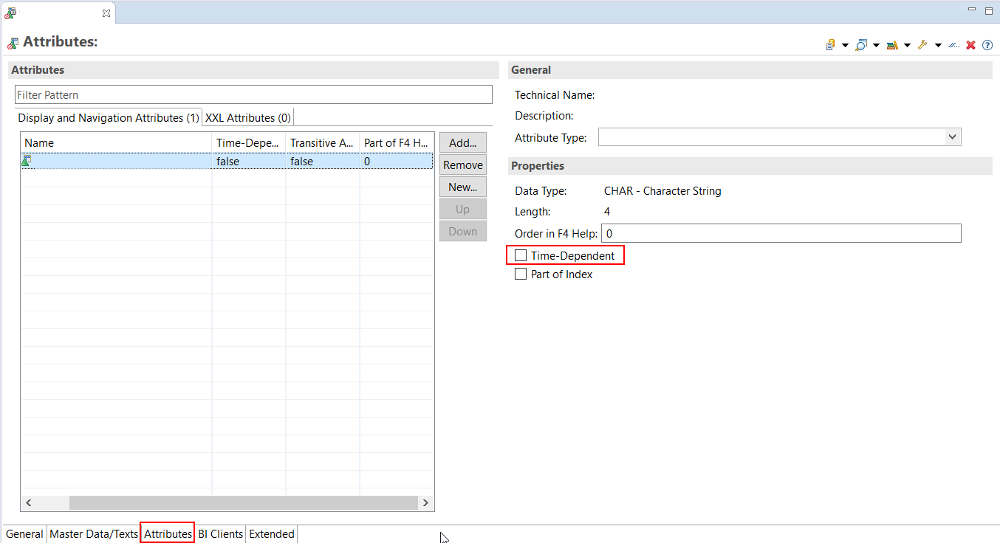 Attributes:
Attributes
Filter Pattern
Display and Navigation Attributes (1) XXL Attributes (0)
Name Time-Depe... Transitive A... Part of F4 H...
false false 0
Add...
Remove
New...
Up
Down
General
Technical Name:
Description:
Attribute Type:
Properties
Data Type: CHAR - Character String
Length: 4
Order in F4 Help: 0
Time-Dependent
Part of Index
General Master Data/Texts Attributes BI Clients Extended